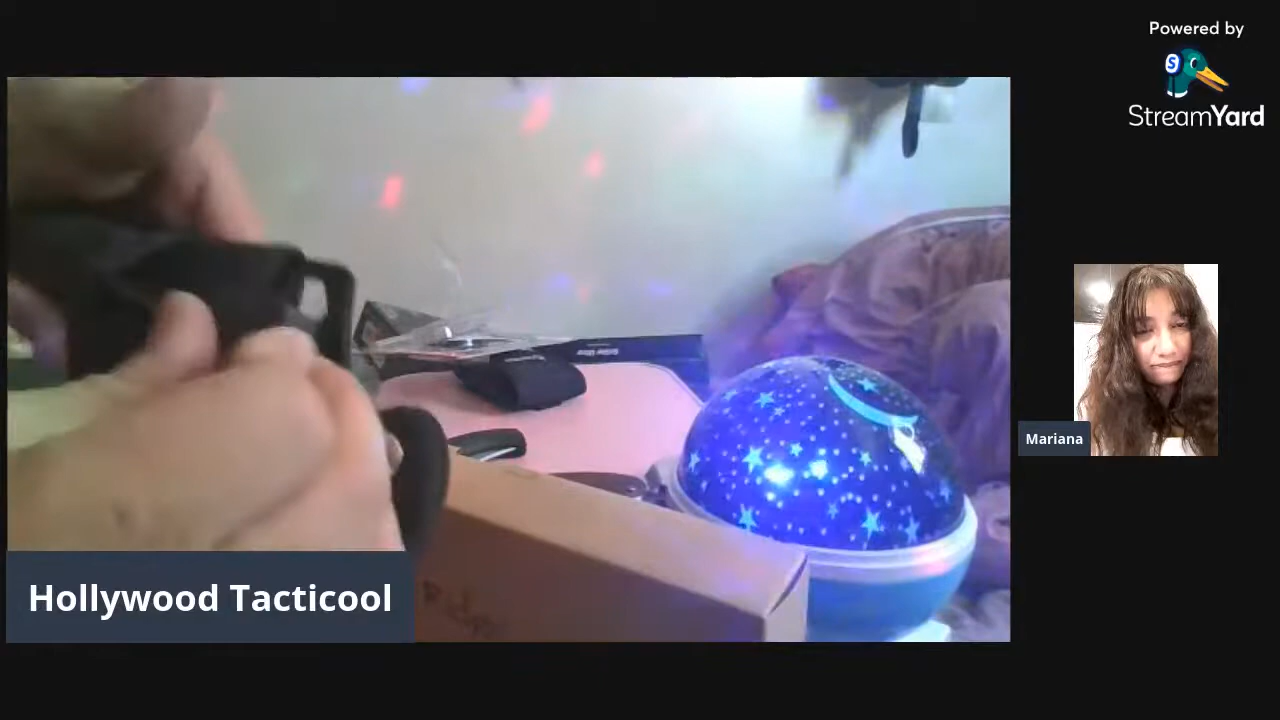 Powered by
S
StreamYard
Mariana
Hollywood Tacticool